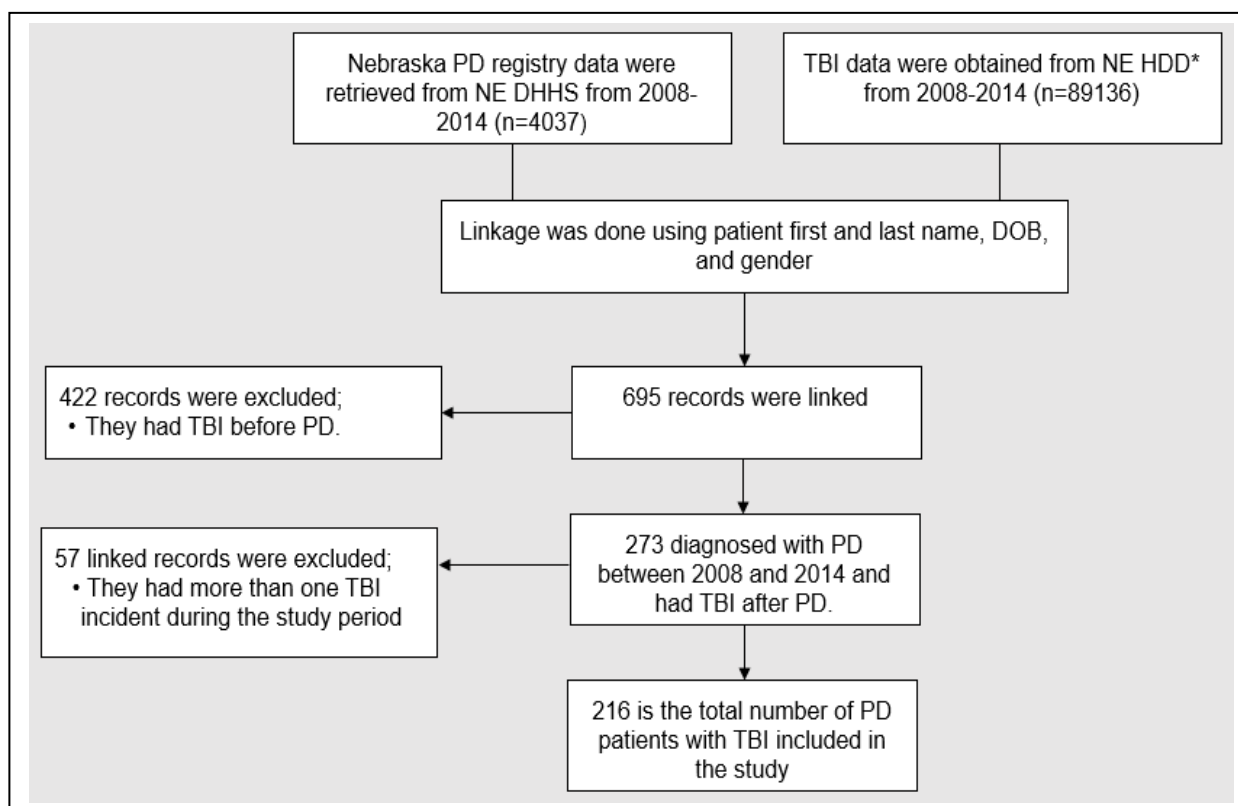 Nebraska PD registry data were
retrieved from NE DHHS from 2008-
2014 (n=4037)
TBI data were obtained from NE HDD*
from 2008-2014 (n=89136)
Linkage was done using patient first and last name, DOB,
and gender
422 records were excluded;
• They had TBI before PD.
695 records were linked
57 linked records were excluded;
• They had more than one TBI
incident during the study period
273 diagnosed with PD
between 2008 and 2014 and
had TBI after PD.
216 is the total number of PD
patients with TBI included in
the study